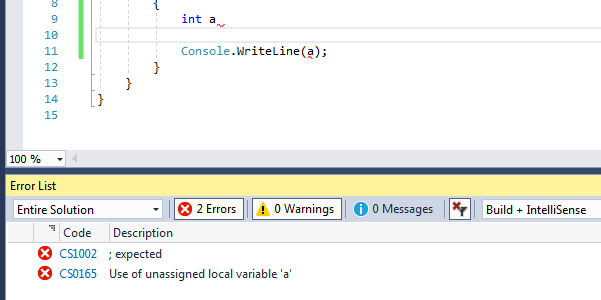 8 {
9 int a
10
11 Console.WriteLine(a);
12 }
13 }
14 }
15
100 %
Error List
Entire Solution 2 Errors 0 Warnings 0 Messages Build + IntelliSense
Code Description
CS1002 ; expected
CS0165 Use of unassigned local variable 'a'